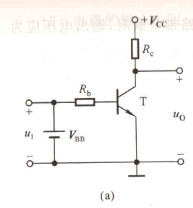 +V_CC
R_c
R_b
T
+
+
u_I
V_BB
u_O
−
−
(a)